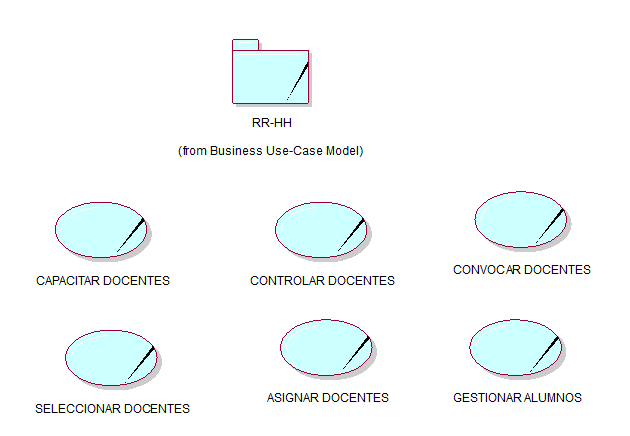 RR-HH
(from Business Use-Case Model)
CAPACITAR DOCENTES
CONTROLAR DOCENTES
CONVOCAR DOCENTES
SELECCIONAR DOCENTES
ASIGNAR DOCENTES
GESTIONAR ALUMNOS